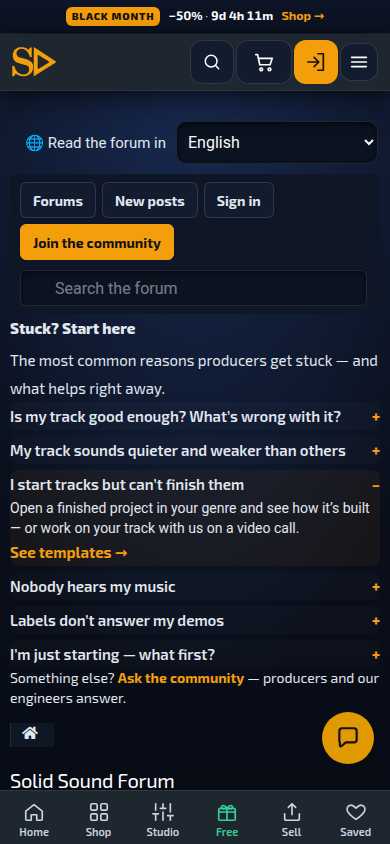 BLACK MONTH −50% · 9d 4h 11m Shop →
S
🌐 Read the forum in English
Forums New posts Sign in
Join the community
Search the forum
Stuck? Start here
The most common reasons producers get stuck — and
what helps right away.
Is my track good enough? What's wrong with it? +
My track sounds quieter and weaker than others +
I start tracks but can't finish them −
Open a finished project in your genre and see how it's built
— or work on your track with us on a video call.
See templates →
Nobody hears my music +
Labels don't answer my demos +
I'm just starting — what first? +
Something else? Ask the community — producers and our
engineers answer.
Solid Sound Forum
Home Shop Studio Free Sell Saved